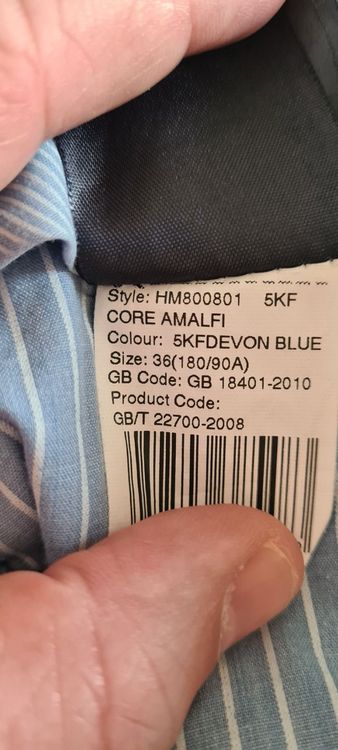 Style: HM800801 5KF
CORE AMALFI
Colour: 5KFDEVON BLUE
Size: 36(180/90A)
GB Code: GB 18401-2010
Product Code:
GB/T 22700-2008